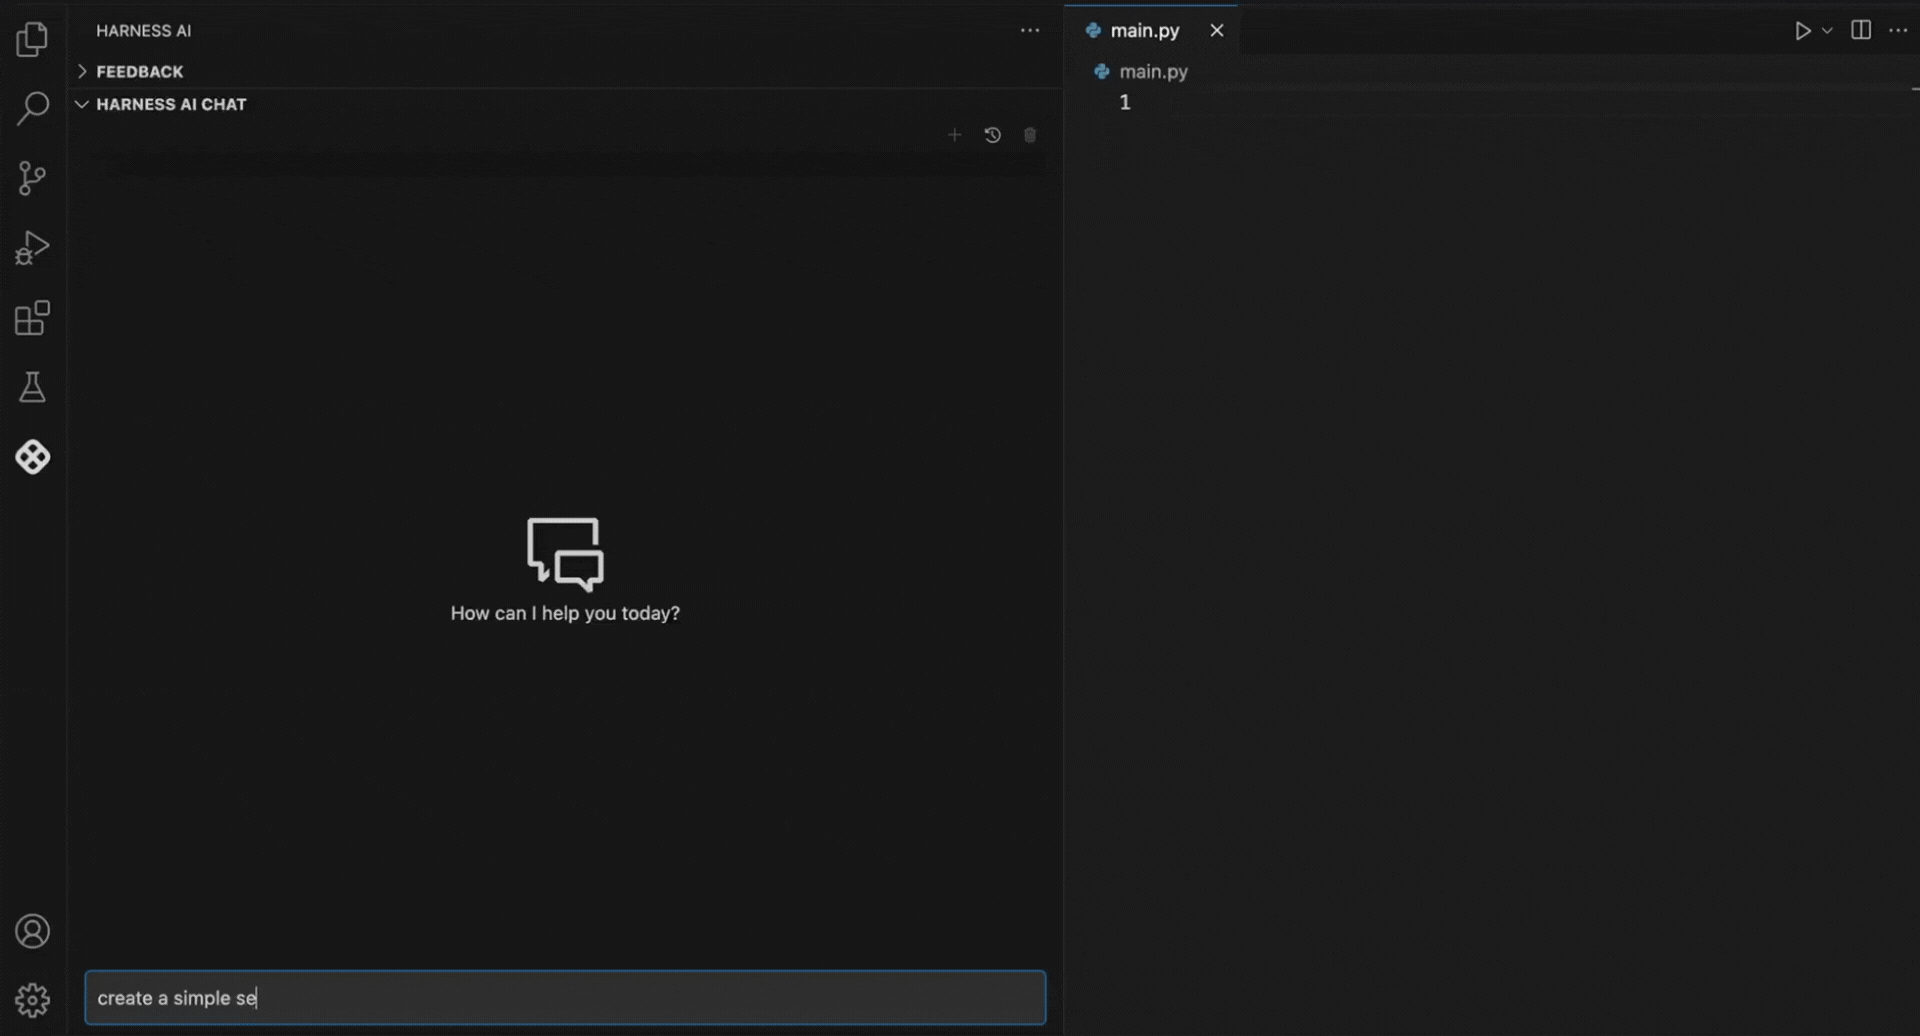 HARNESS AI
FEEDBACK
HARNESS AI CHAT
How can I help you today?
create a simple se
main.py
main.py
1